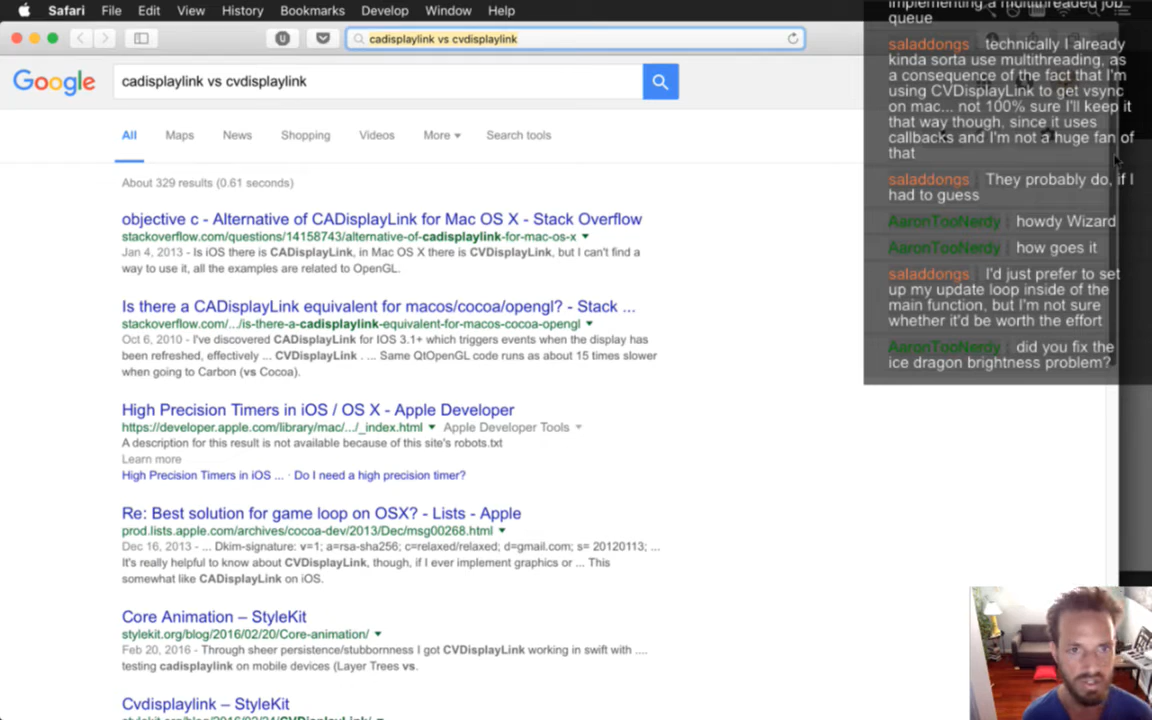 Safari File Edit View History Bookmarks Develop Window Help
cadisplaylink vs cvdisplaylink
Google
cadisplaylink vs cvdisplaylink
All Maps News Shopping Videos More Search tools
About 329 results (0.61 seconds)
objective c - Alternative of CADisplayLink for Mac OS X - Stack Overflow
stackoverflow.com/questions/14158743/alternative-of-cadisplaylink-for-mac-os-x
Jan 4, 2013 - Is iOS there is CADisplayLink, in Mac OS X there is CVDisplayLink, but I can't find a
way to use it, all the examples are related to OpenGL.
Is there a CADisplayLink equivalent for macos/cocoa/opengl? - Stack ...
stackoverflow.com/.../is-there-a-cadisplaylink-equivalent-for-macos-cocoa-opengl
Oct 6, 2010 - I've discovered CADisplayLink for IOS 3.1+ which triggers events when the display has
been refreshed, effectively ... CVDisplayLink . ... Same QtOpenGL code runs as about 15 times slower
when going to Carbon (vs Cocoa).
High Precision Timers in iOS / OS X - Apple Developer
https://developer.apple.com/library/mac/.../_index.html Apple Developer Tools
A description for this result is not available because of this site's robots.txt
Learn more
High Precision Timers in iOS ... · Do I need a high precision timer?
Re: Best solution for game loop on OSX? - Lists - Apple
prod.lists.apple.com/archives/cocoa-dev/2013/Dec/msg00268.html
Dec 16, 2013 - ... Dkim-signature: v=1; a=rsa-sha256; c=relaxed/relaxed; d=gmail.com; s= 20120113; ...
It's really helpful to know about CVDisplayLink, though, if I ever implement graphics or ... This
somewhat like CADisplayLink on iOS.
Core Animation – StyleKit
stylekit.org/blog/2016/02/20/Core-animation/
Feb 20, 2016 - Through sheer persistence/stubbornness I got CVDisplayLink working in swift with ....
testing cadisplaylink on mobile devices (Layer Trees vs.
Cvdisplaylink – StyleKit
implementing a multithreaded job
queue
saladdongs technically I already
kinda sorta use multithreading, as
a consequence of the fact that I'm
using CVDisplayLink to get vsync
on mac... not 100% sure I'll keep it
that way though, since it uses
callbacks and I'm not a huge fan of
that
saladdongs They probably do, if I
had to guess
AaronTooNerdy howdy Wizard
AaronTooNerdy how goes it
saladdongs I'd just prefer to set
up my update loop inside of the
main function, but I'm not sure
whether it'd be worth the effort
AaronTooNerdy did you fix the
ice dragon brightness problem?